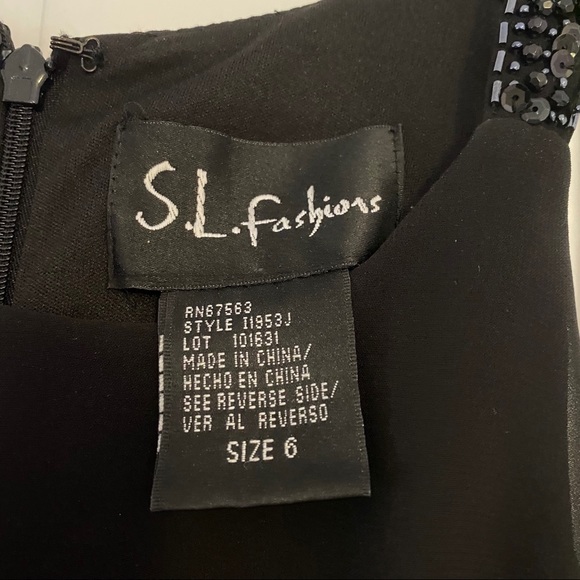 S.L. Fashions
RN67563
STYLE I1953J
LOT 101631
MADE IN CHINA/
HECHO EN CHINA
SEE REVERSE SIDE/
VER AL REVERSO
SIZE 6